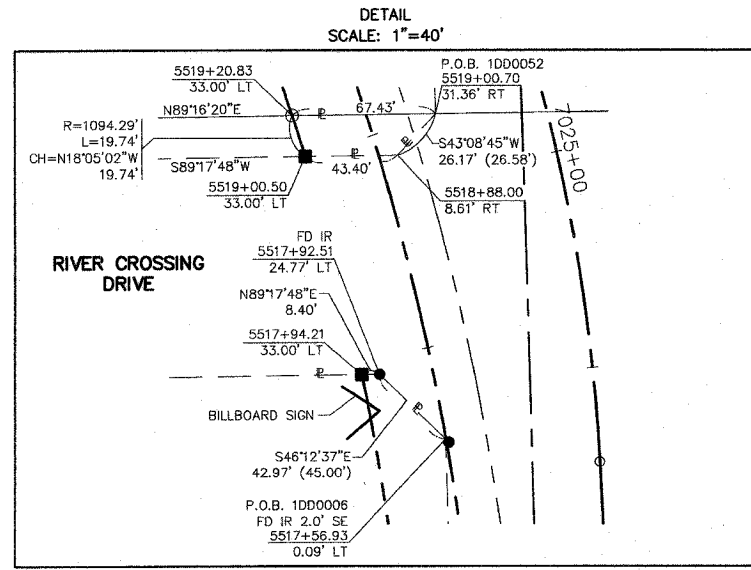 DETAIL
SCALE: 1"=40'
5519+20.83
33.00' LT
P.O.B. 1DD0052
5519+00.70
31.36' RT
N89°16'20"E
PL
67.43'
R=1094.29'
L=19.74'
CH=N18°05'02"W
19.74'
S89°17'48"W
PL
43.40'
PL
S43°08'45"W
26.17' (26.58')
7025+00
5519+00.50
33.00' LT
5518+88.00
8.61' RT
RIVER CROSSING
DRIVE
FD IR
5517+92.51
24.77' LT
N89°17'48"E
8.40'
5517+94.21
33.00' LT
PL
BILLBOARD SIGN
PL
S46°12'37"E
42.97' (45.00')
P.O.B. 1DD0006
FD IR 2.0' SE
5517+56.93
0.09' LT